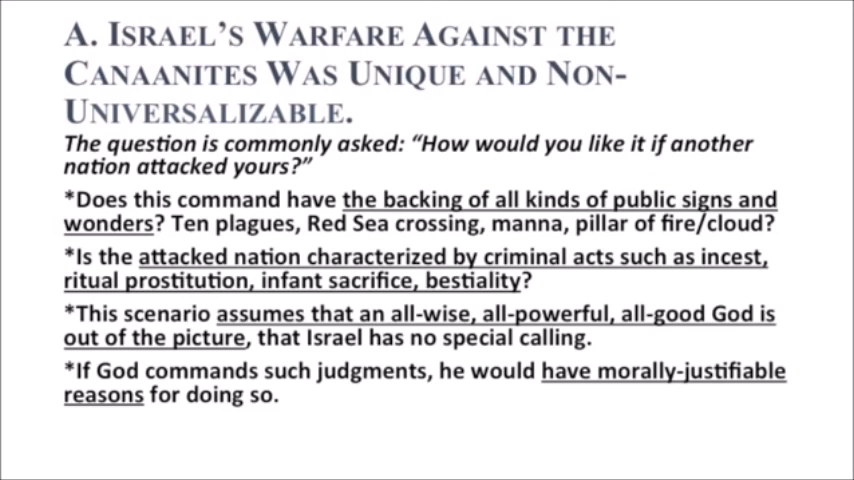 A. ISRAEL'S WARFARE AGAINST THE
CANAANITES WAS UNIQUE AND NON-
UNIVERSALIZABLE.
The question is commonly asked: “How would you like it if another
nation attacked yours?”
*Does this command have the backing of all kinds of public signs and
wonders? Ten plagues, Red Sea crossing, manna, pillar of fire/cloud?
*Is the attacked nation characterized by criminal acts such as incest,
ritual prostitution, infant sacrifice, bestiality?
*This scenario assumes that an all-wise, all-powerful, all-good God is
out of the picture, that Israel has no special calling.
*If God commands such judgments, he would have morally-justifiable
reasons for doing so.